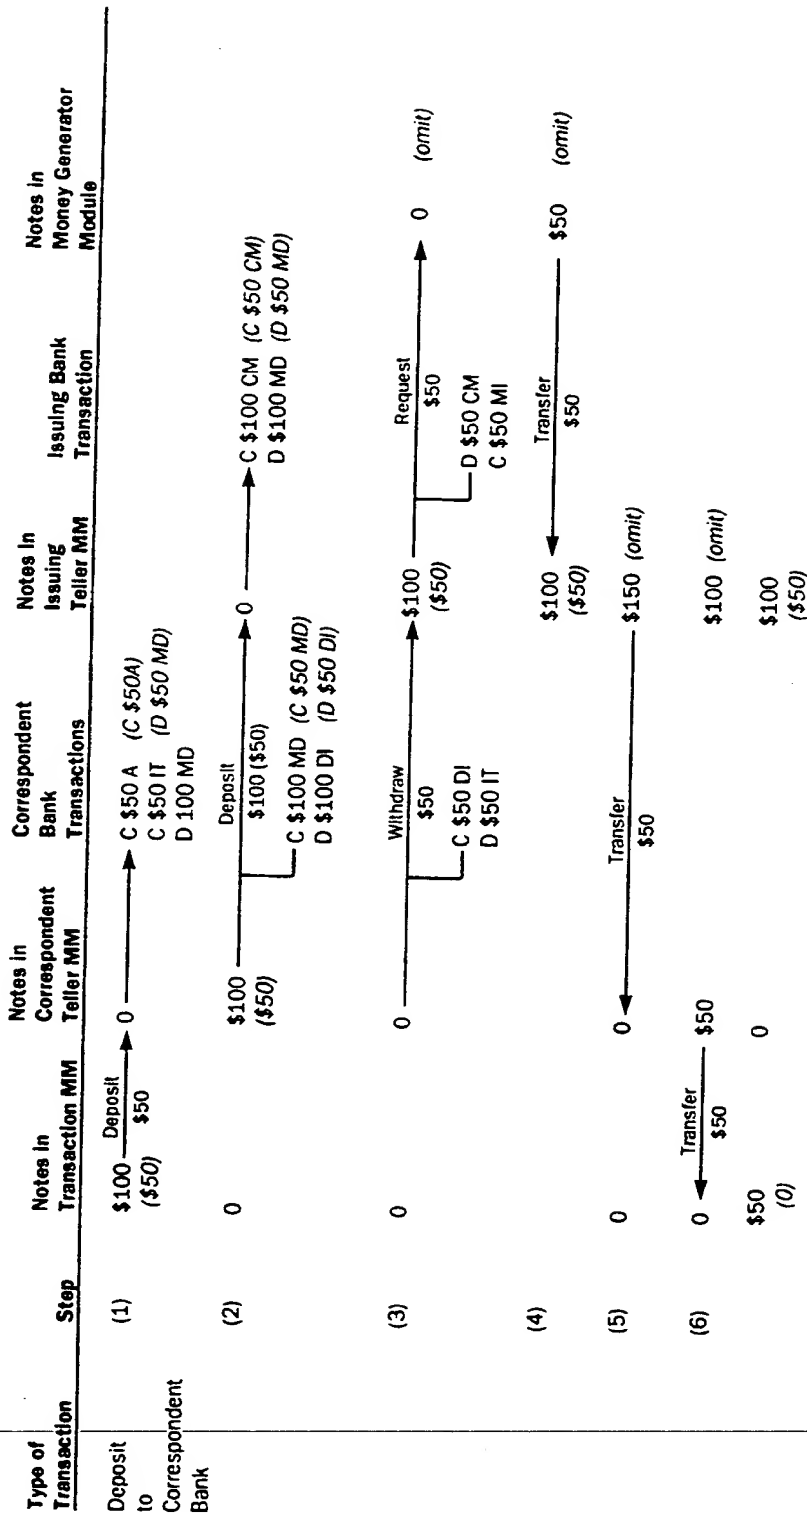 Type of Transaction
Step
Notes in Transaction MM
Notes in Correspondent Teller MM
Correspondent Bank Transactions
Notes in Issuing Teller MM
Issuing Bank Transaction
Notes in Money Generator Module
Deposit to Correspondent Bank
(1)
$100
($50)
Deposit
$50
0
C $50 A (C $50A)
C $50 IT (D $50 MD)
D 100 MD
(2)
0
$100
($50)
Deposit
$100 ($50)
C $100 MD (C $50 MD)
D $100 DI (D $50 DI)
0
C $100 CM (C $50 CM)
D $100 MD (D $50 MD)
(3)
0
0
Withdraw
$50
C $50 DI
D $50 IT
$100
($50)
Request
$50
D $50 CM
C $50 MI
0 (omit)
(4)
$100
($50)
Transfer
$50
$50 (omit)
(5)
0
0
Transfer
$50
$150 (omit)
(6)
0
Transfer
$50
$50
$100 (omit)
$50
(0)
0
$100
($50)